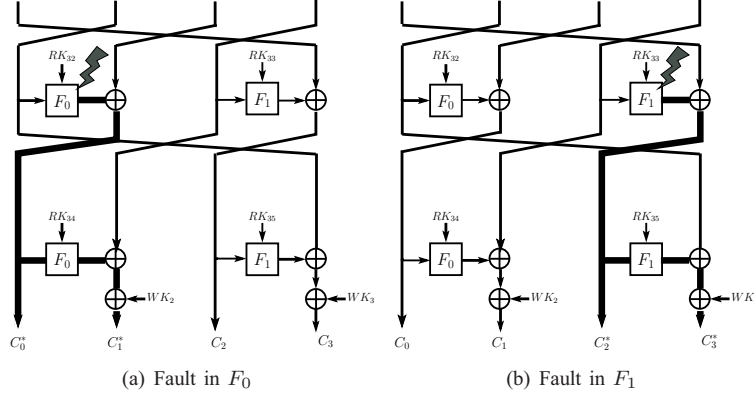 RK32 RK33 RK32 RK33
F0 F1 F0 F1
RK34 RK35 RK34 RK35
F0 F1 F0 F1
WK2 WK3 WK2 WK
C0* C1* C2 C3 C0 C1 C2* C3*
(a) Fault in F0 (b) Fault in F1